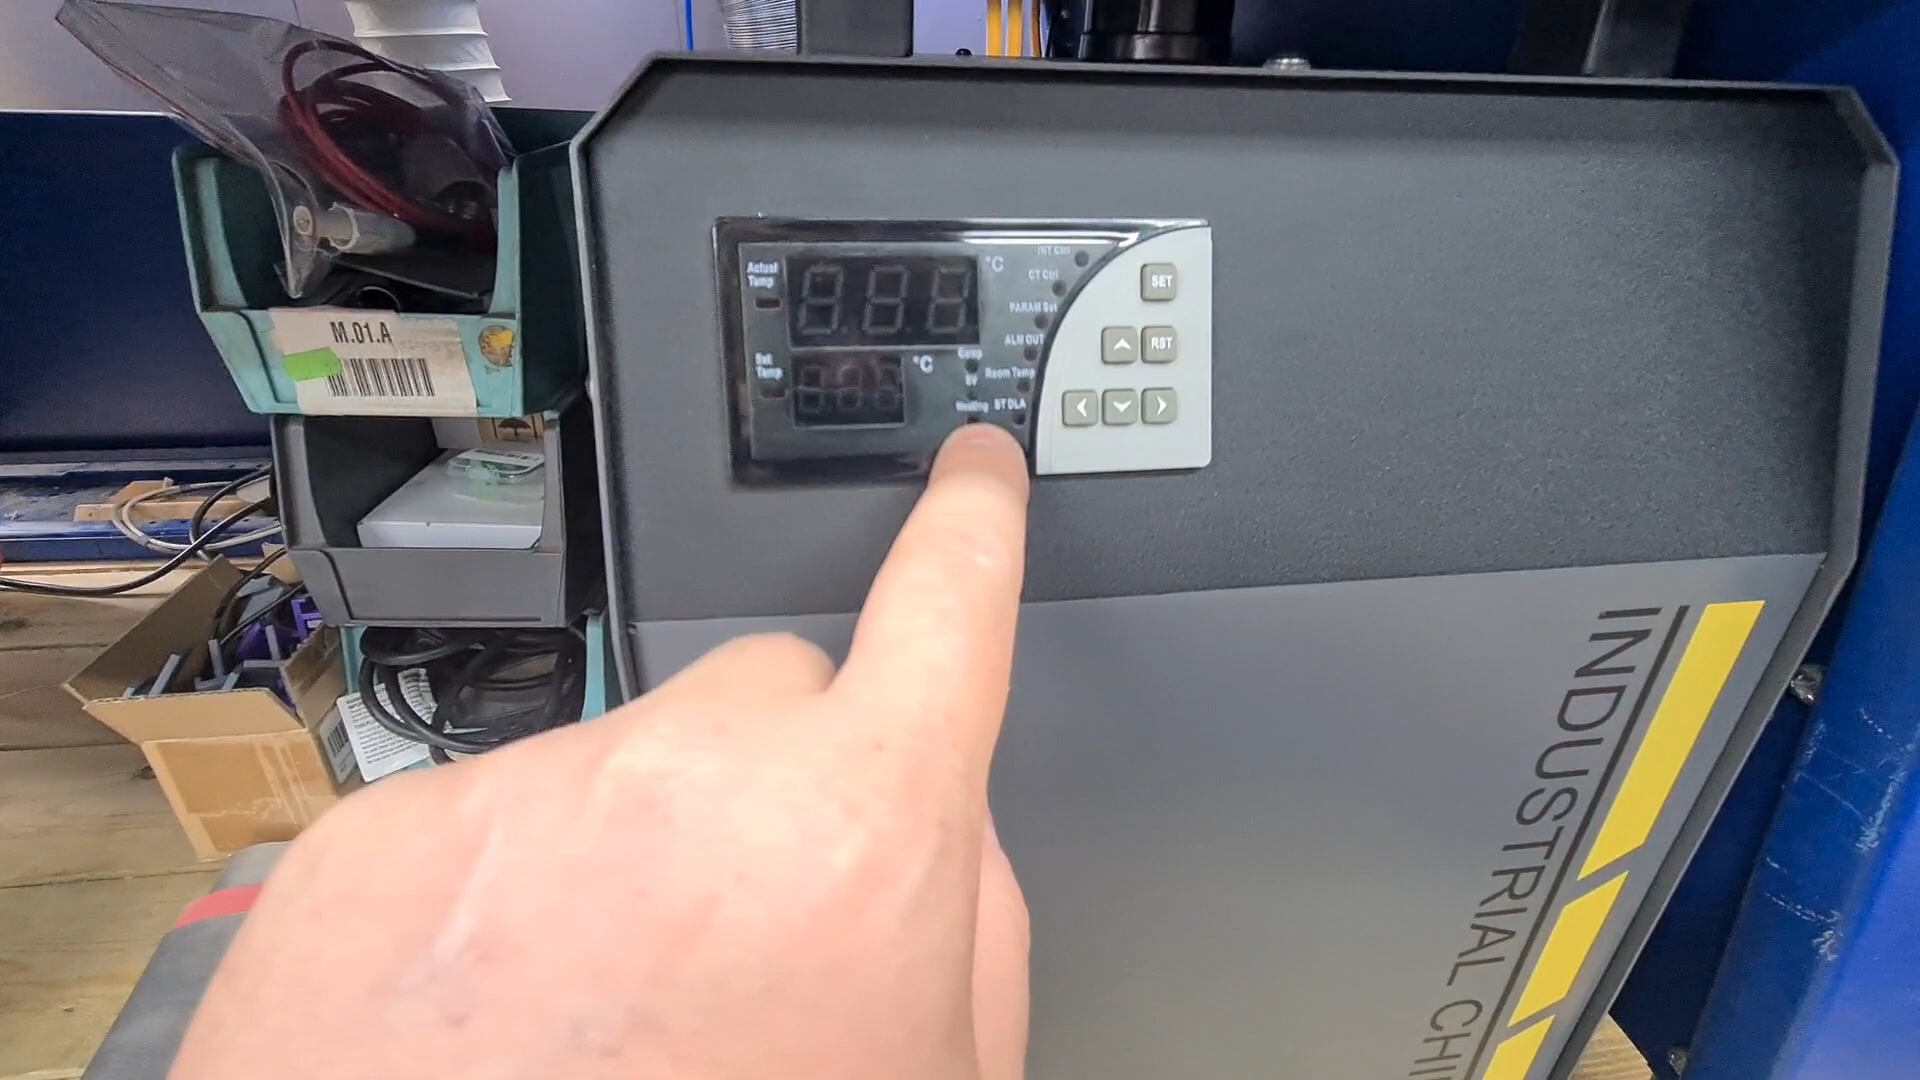 M.01.A
Actual
Temp
°C
INT Ctrl
CT Ctrl
PARAM Set
ALM OUT
Set
Temp
°C
Comp
Room Temp
Heating
ST DLA
SET
RST
INDUSTRIAL CHI